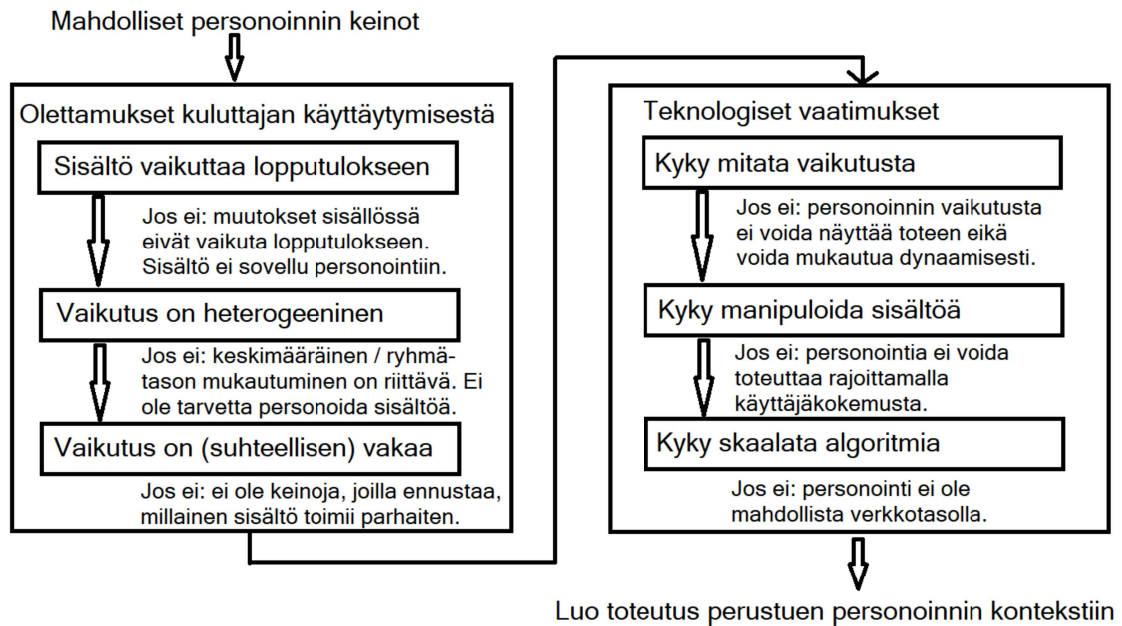 Mahdolliset personoinnin keinot
Olettamukset kuluttajan käyttäytymisestä
Sisältö vaikuttaa lopputulokseen
Jos ei: muutokset sisällössä
eivät vaikuta lopputulokseen.
Sisältö ei sovellu personointiin.
Vaikutus on heterogeeninen
Jos ei: keskimääräinen / ryhmä-
tason mukautuminen on riittävä. Ei
ole tarvetta personoida sisältöä.
Vaikutus on (suhteellisen) vakaa
Jos ei: ei ole keinoja, joilla ennustaa,
millainen sisältö toimii parhaiten.
Teknologiset vaatimukset
Kyky mitata vaikutusta
Jos ei: personoinnin vaikutusta
ei voida näyttää toteen eikä
voida mukautua dynaamisesti.
Kyky manipuloida sisältöä
Jos ei: personointia ei voida
toteuttaa rajoittamalla
käyttäjäkokemusta.
Kyky skaalata algoritmia
Jos ei: personointi ei ole
mahdollista verkkotasolla.
Luo toteutus perustuen personoinnin kontekstiin